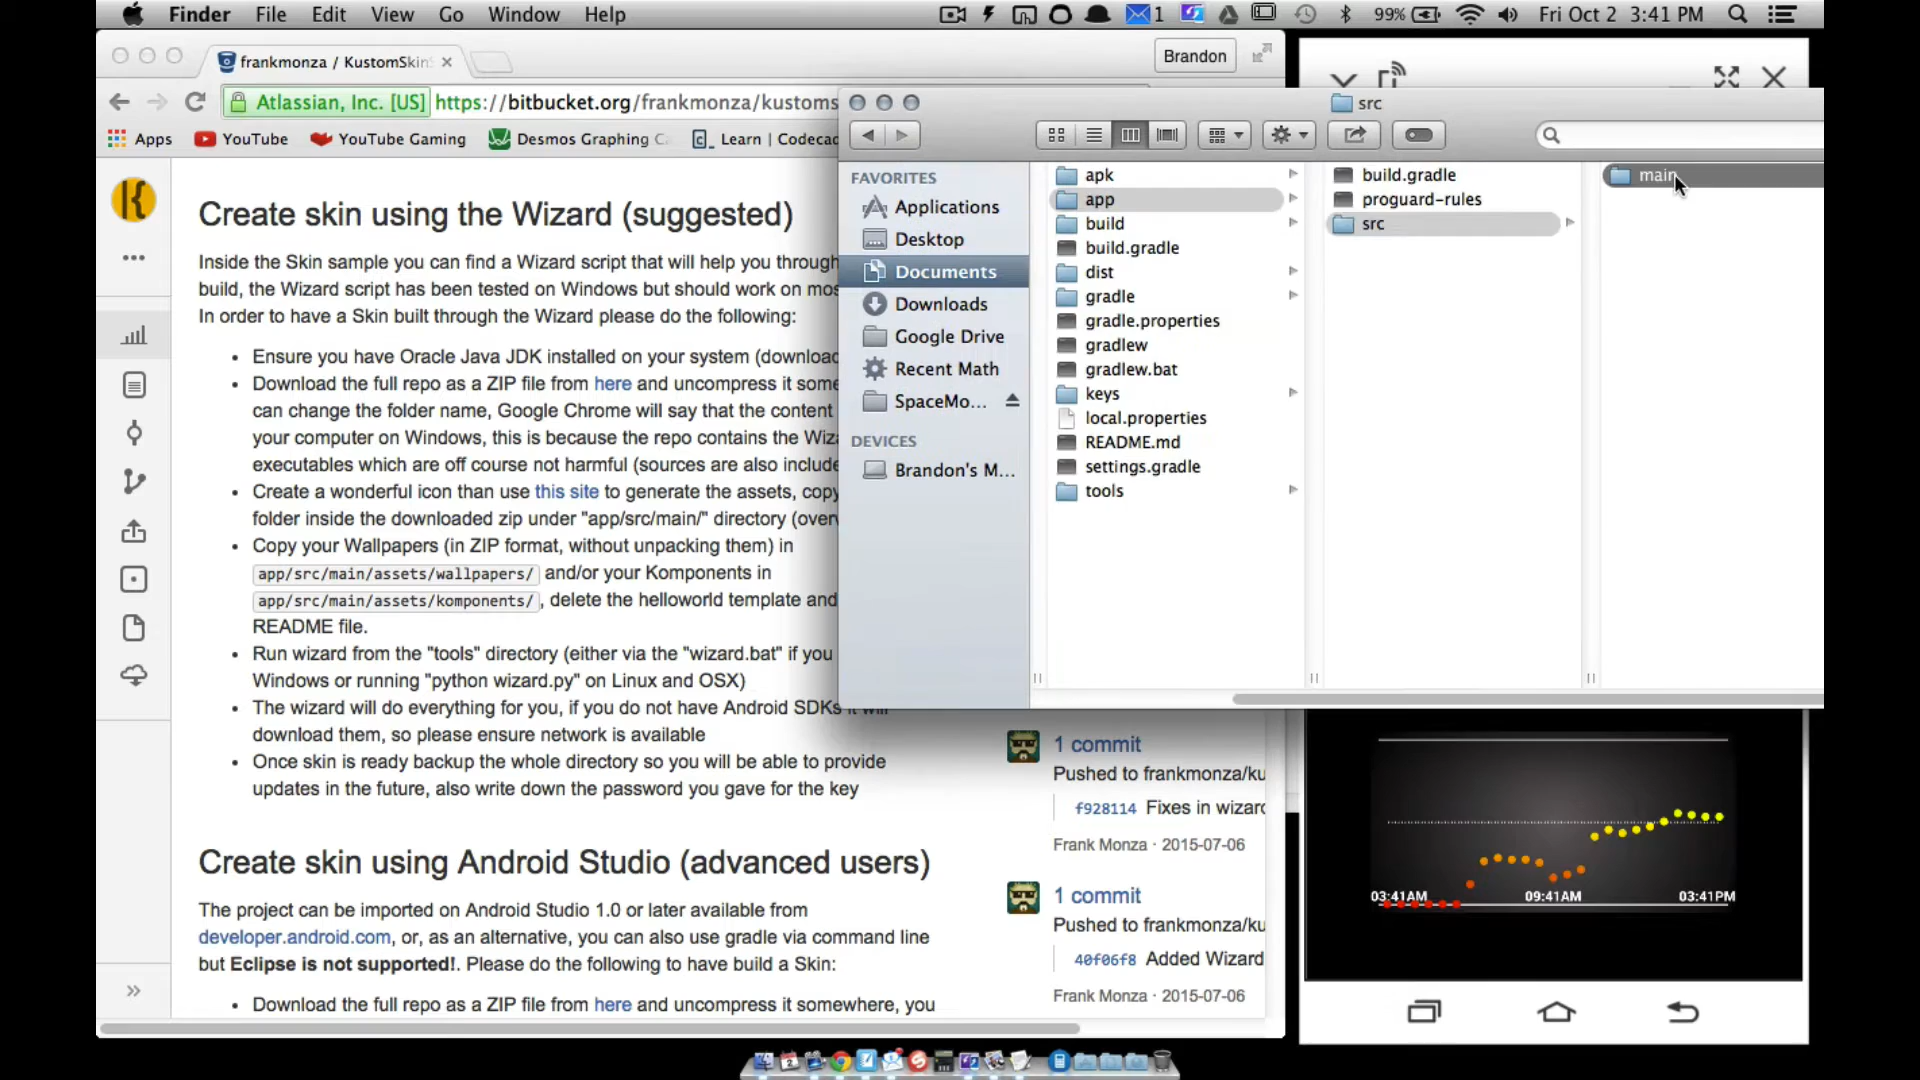 Finder File Edit View Go Window Help
1 99% Fri Oct 2 3:41 PM
frankmonza / KustomSkin
Brandon
Atlassian, Inc. [US] https://bitbucket.org/frankmonza/kustoms
Apps YouTube YouTube Gaming Desmos Graphing C Learn | Codecad
Create skin using the Wizard (suggested)
Inside the Skin sample you can find a Wizard script that will help you through
build, the Wizard script has been tested on Windows but should work on mos
In order to have a Skin built through the Wizard please do the following:
• Ensure you have Oracle Java JDK installed on your system (downloac
• Download the full repo as a ZIP file from here and uncompress it some
can change the folder name, Google Chrome will say that the content
your computer on Windows, this is because the repo contains the Wiza
executables which are off course not harmful (sources are also include
• Create a wonderful icon than use this site to generate the assets, copy
folder inside the downloaded zip under "app/src/main/" directory (over
• Copy your Wallpapers (in ZIP format, without unpacking them) in
app/src/main/assets/wallpapers/ and/or your Komponents in
app/src/main/assets/komponents/ , delete the helloworld template and
README file.
• Run wizard from the "tools" directory (either via the "wizard.bat" if you
Windows or running "python wizard.py" on Linux and OSX)
• The wizard will do everything for you, if you do not have Android SDKs it will
download them, so please ensure network is available
• Once skin is ready backup the whole directory so you will be able to provide
updates in the future, also write down the password you gave for the key
Create skin using Android Studio (advanced users)
The project can be imported on Android Studio 1.0 or later available from
developer.android.com, or, as an alternative, you can also use gradle via command line
but Eclipse is not supported!. Please do the following to have build a Skin:
• Download the full repo as a ZIP file from here and uncompress it somewhere, you
1 commit
Pushed to frankmonza/ku
f928114 Fixes in wizard
Frank Monza · 2015-07-06
1 commit
Pushed to frankmonza/ku
40f06f8 Added Wizard
Frank Monza · 2015-07-06
src
FAVORITES
Applications
Desktop
Documents
Downloads
Google Drive
Recent Math
SpaceMo...
DEVICES
Brandon's M...
apk
app
build
build.gradle
dist
gradle
gradle.properties
gradlew
gradlew.bat
keys
local.properties
README.md
settings.gradle
tools
build.gradle
proguard-rules
src
main
03:41AM 09:41AM 03:41PM